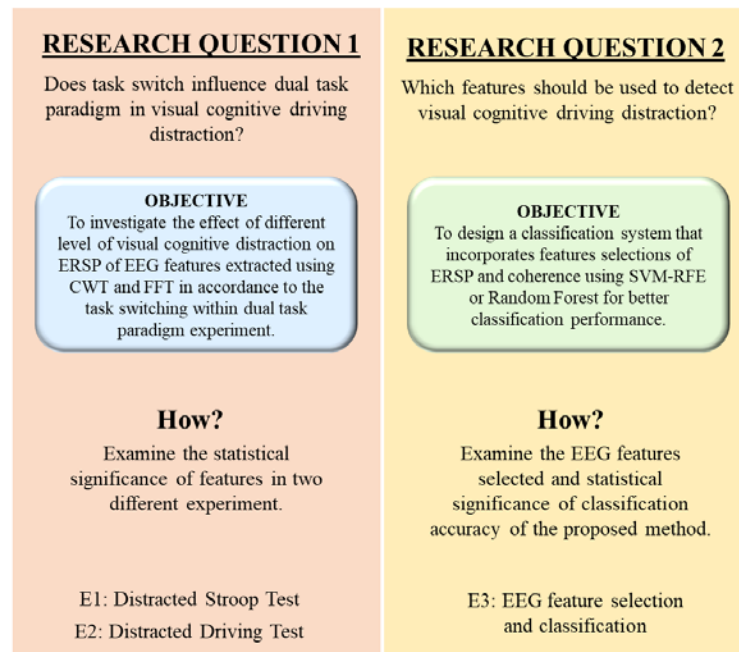 RESEARCH QUESTION 1
Does task switch influence dual task
paradigm in visual cognitive driving
distraction?
OBJECTIVE
To investigate the effect of different
level of visual cognitive distraction on
ERSP of EEG features extracted using
CWT and FFT in accordance to the
task switching within dual task
paradigm experiment.
How?
Examine the statistical
significance of features in two
different experiment.
E1: Distracted Stroop Test
E2: Distracted Driving Test
RESEARCH QUESTION 2
Which features should be used to detect
visual cognitive driving distraction?
OBJECTIVE
To design a classification system that
incorporates features selections of
ERSP and coherence using SVM-RFE
or Random Forest for better
classification performance.
How?
Examine the EEG features
selected and statistical
significance of classification
accuracy of the proposed method.
E3: EEG feature selection
and classification